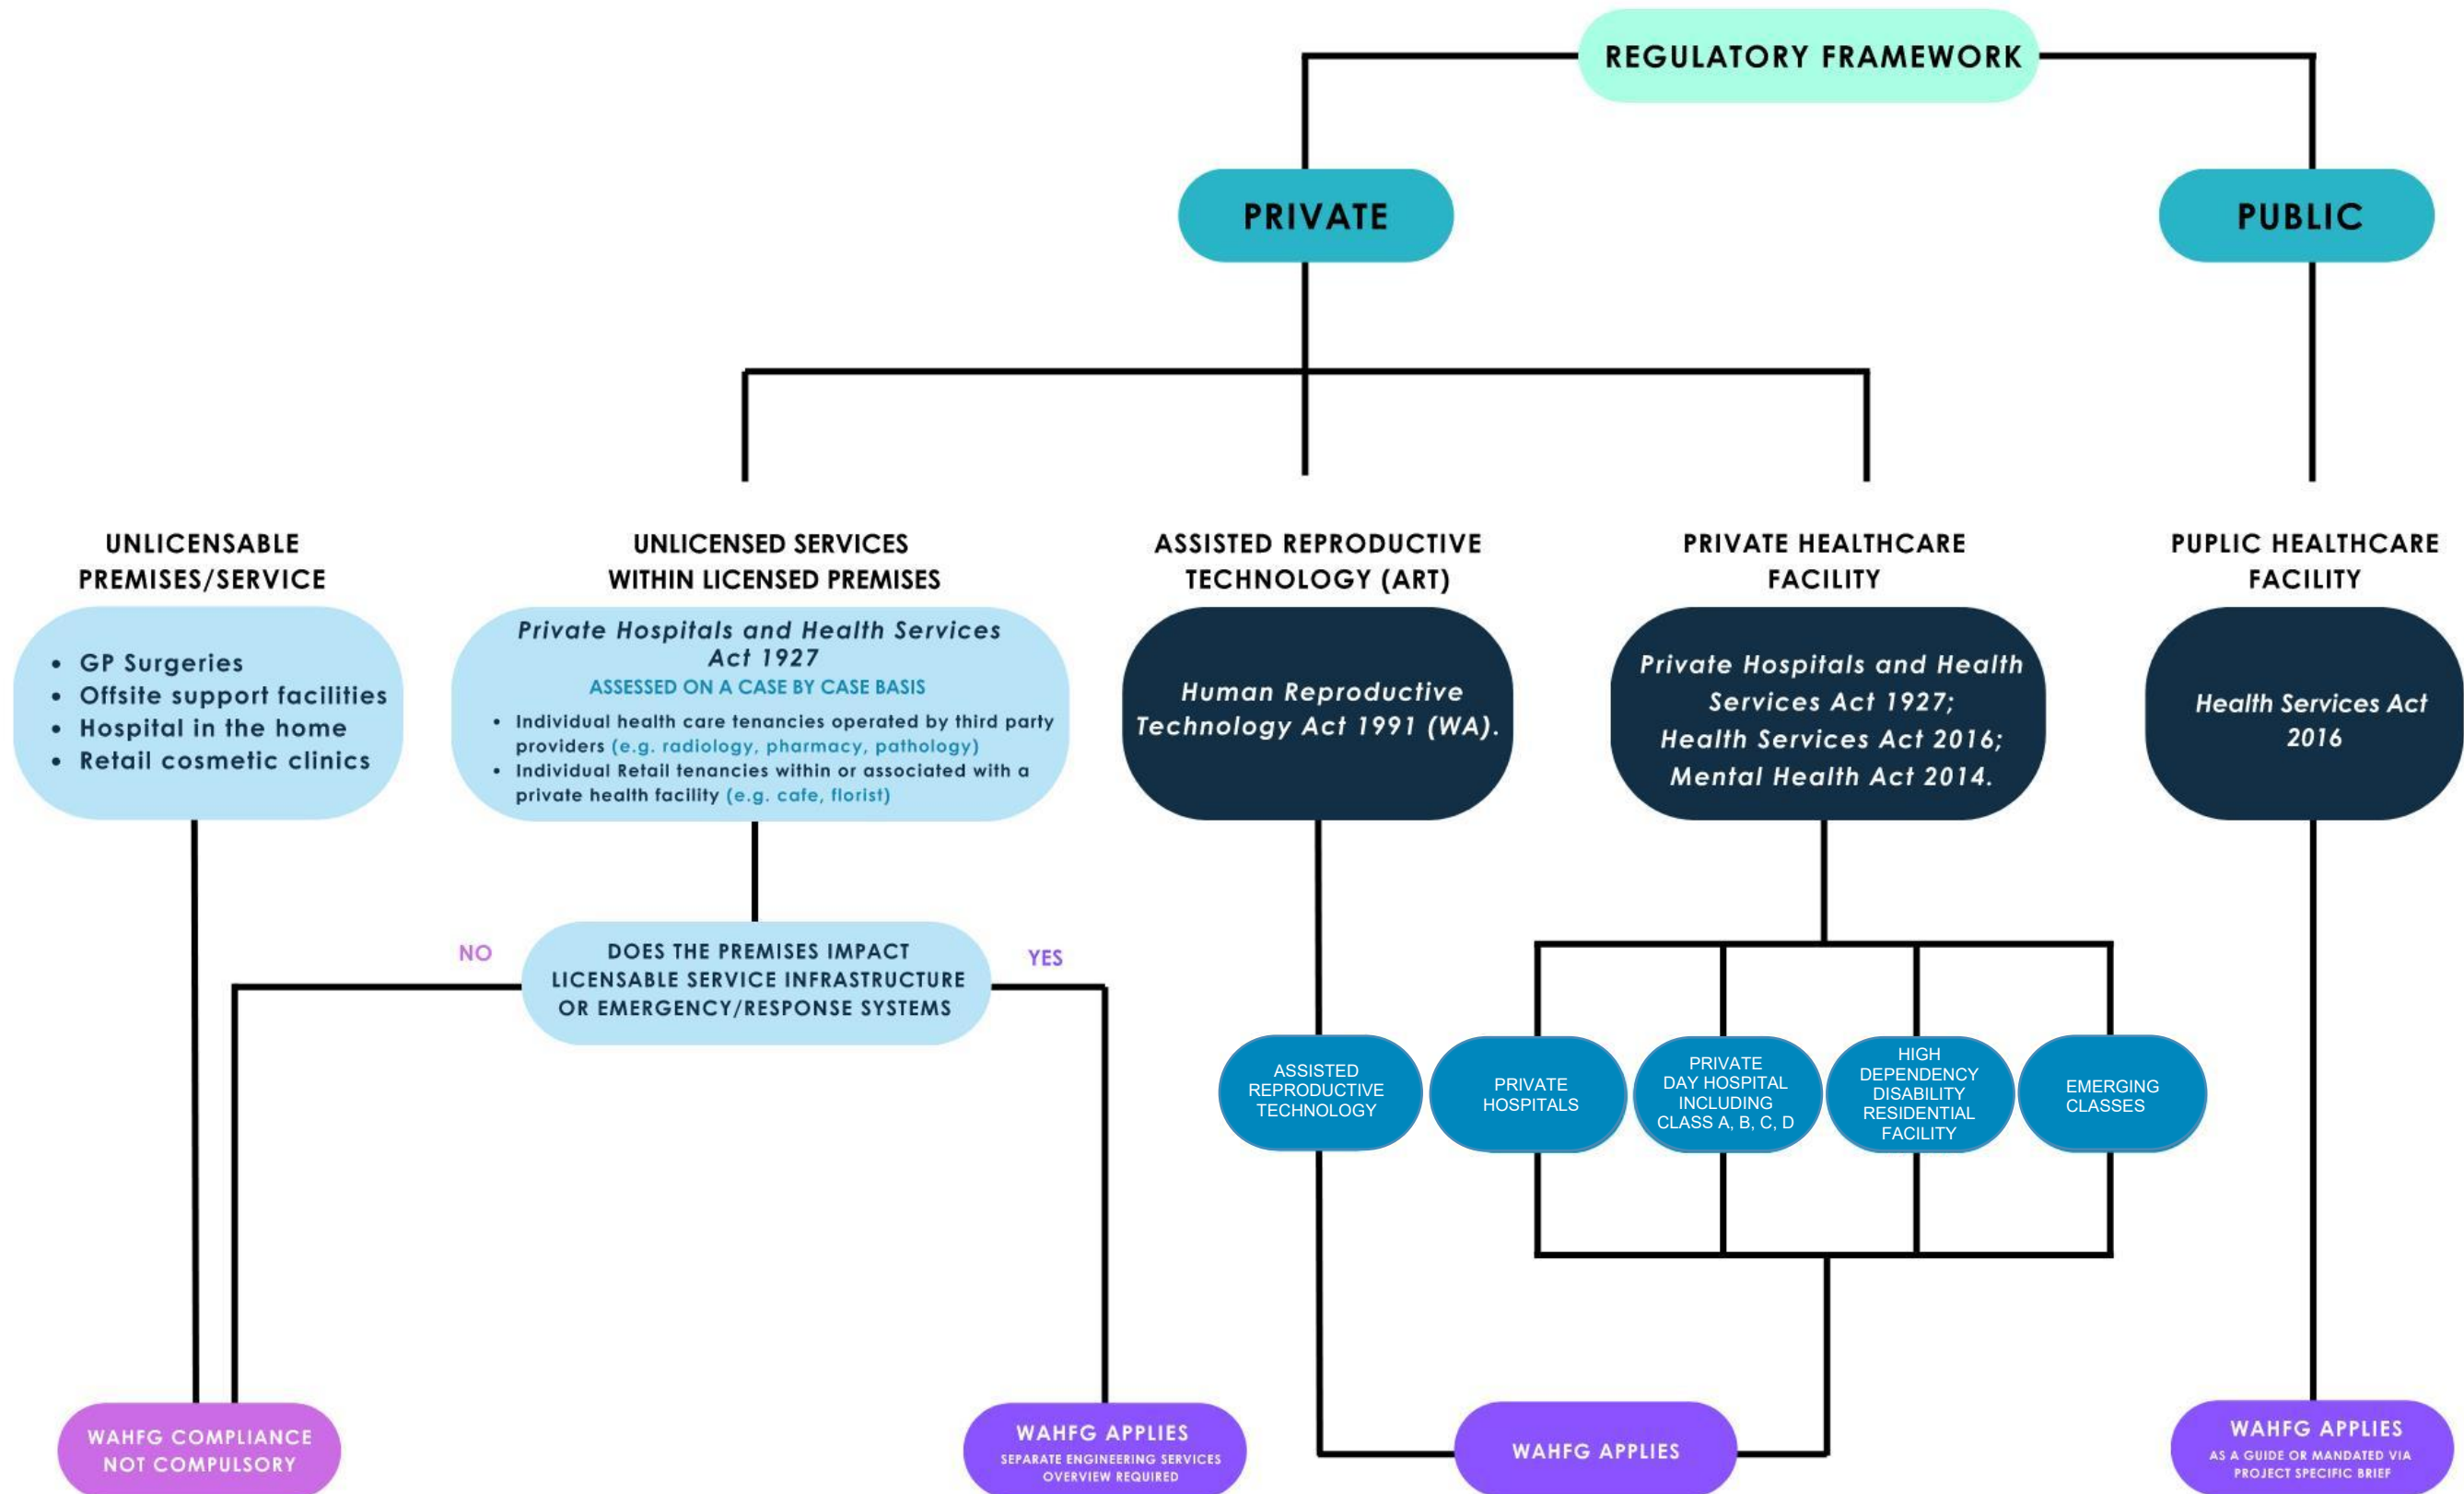 REGULATORY FRAMEWORK
PRIVATE
PUBLIC
UNLICENSABLE
PREMISES/SERVICE
• GP Surgeries
• Offsite support facilities
• Hospital in the home
• Retail cosmetic clinics
UNLICENSED SERVICES
WITHIN LICENSED PREMISES
Private Hospitals and Health Services
Act 1927
ASSESSED ON A CASE BY CASE BASIS
• Individual health care tenancies operated by third party
providers (e.g. radiology, pharmacy, pathology)
• Individual Retail tenancies within or associated with a
private health facility (e.g. cafe, florist)
ASSISTED REPRODUCTIVE
TECHNOLOGY (ART)
Human Reproductive
Technology Act 1991 (WA).
PRIVATE HEALTHCARE
FACILITY
Private Hospitals and Health
Services Act 1927;
Health Services Act 2016;
Mental Health Act 2014.
PUPLIC HEALTHCARE
FACILITY
Health Services Act
2016
NO
DOES THE PREMISES IMPACT
LICENSABLE SERVICE INFRASTRUCTURE
OR EMERGENCY/RESPONSE SYSTEMS
YES
ASSISTED
REPRODUCTIVE
TECHNOLOGY
PRIVATE
HOSPITALS
PRIVATE
DAY HOSPITAL
INCLUDING
CLASS A, B, C, D
HIGH
DEPENDENCY
DISABILITY
RESIDENTIAL
FACILITY
EMERGING
CLASSES
WAHFG COMPLIANCE
NOT COMPULSORY
WAHFG APPLIES
SEPARATE ENGINEERING SERVICES
OVERVIEW REQUIRED
WAHFG APPLIES
WAHFG APPLIES
AS A GUIDE OR MANDATED VIA
PROJECT SPECIFIC BRIEF